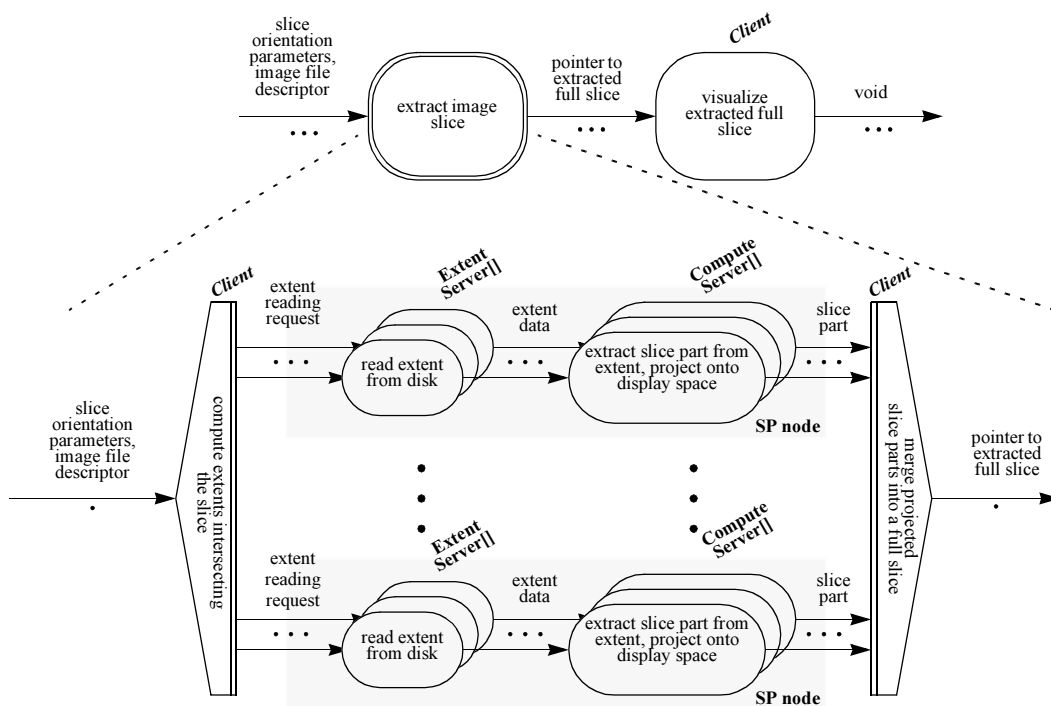 slice
orientation
parameters,
image file
descriptor
extract image
slice
pointer to
extracted
full slice
Client
visualize
extracted full
slice
void
Client
compute extents intersecting
the slice
slice
orientation
parameters,
image file
descriptor
extent
reading
request
Extent
Server[]
read extent
from disk
extent
data
Compute
Server[]
extract slice part from
extent, project onto
display space
slice
part
SP node
Client
merge projected
slice parts into a full slice
pointer to
extracted
full slice
extent
reading
request
Extent
Server[]
read extent
from disk
extent
data
Compute
Server[]
extract slice part from
extent, project onto
display space
slice
part
SP node